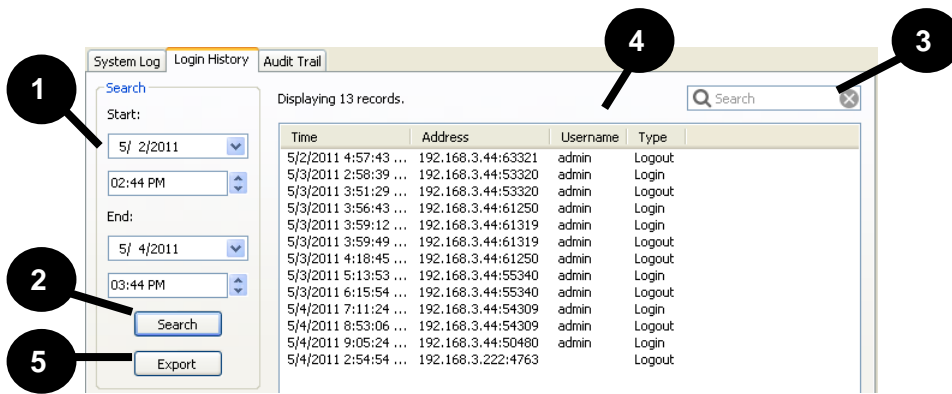 4
3
System Log Login History Audit Trail
1
Search
Displaying 13 records.
Search
Start:
5/ 2/2011
Time Address Username Type
02:44 PM
5/2/2011 4:57:43 ... 192.168.3.44:63321 admin Logout
5/3/2011 2:58:39 ... 192.168.3.44:53320 admin Login
5/3/2011 3:51:29 ... 192.168.3.44:53320 admin Logout
5/3/2011 3:56:43 ... 192.168.3.44:61250 admin Login
5/3/2011 3:59:12 ... 192.168.3.44:61319 admin Login
5/3/2011 3:59:49 ... 192.168.3.44:61319 admin Logout
5/3/2011 4:18:45 ... 192.168.3.44:61250 admin Logout
5/3/2011 5:13:53 ... 192.168.3.44:55340 admin Login
5/3/2011 6:15:54 ... 192.168.3.44:55340 admin Logout
5/4/2011 7:11:24 ... 192.168.3.44:54309 admin Login
5/4/2011 8:53:06 ... 192.168.3.44:54309 admin Logout
5/4/2011 9:05:24 ... 192.168.3.44:50480 admin Login
5/4/2011 2:54:54 ... 192.168.3.222:4763 Logout
End:
5/ 4/2011
03:44 PM
2
Search
5
Export